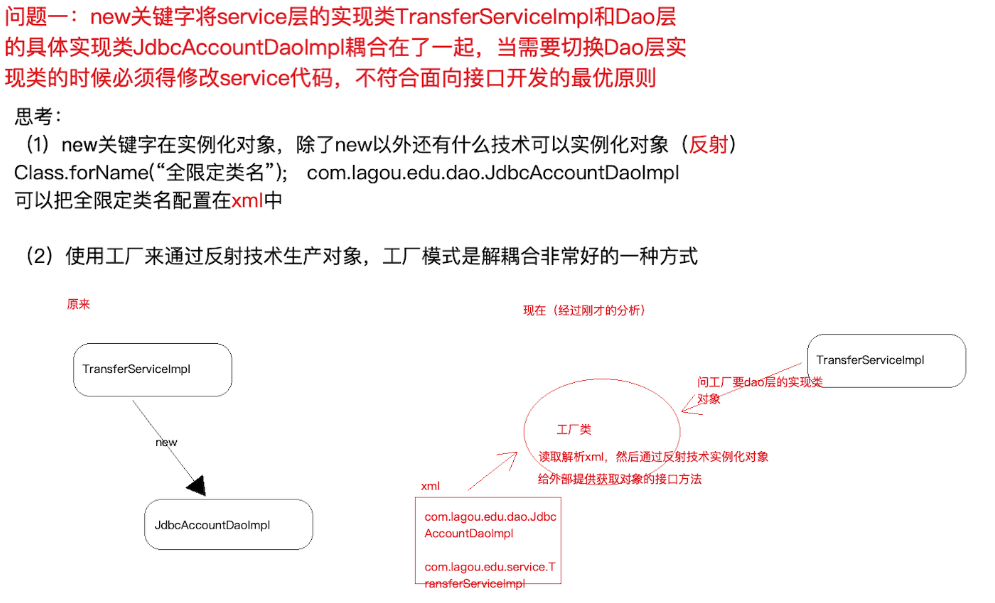 问题一：new关键字将service层的实现类TransferServiceImpl和Dao层
的具体实现类JdbcAccountDaoImpl耦合在了一起，当需要切换Dao层实
现类的时候必须得修改service代码，不符合面向接口开发的最优原则
思考：
（1）new关键字在实例化对象，除了new以外还有什么技术可以实例化对象（反射）
Class.forName(“全限定类名”)； com.lagou.edu.dao.JdbcAccountDaoImpl
可以把全限定类名配置在xml中
（2）使用工厂来通过反射技术生产对象，工厂模式是解耦合非常好的一种方式
原来
TransferServiceImpl
new
JdbcAccountDaoImpl
现在（经过刚才的分析）
TransferServiceImpl
问工厂要dao层的实现类
对象
工厂类
读取解析xml，然后通过反射技术实例化对象
给外部提供获取对象的接口方法
xml
com.lagou.edu.dao.Jdbc
AccountDaoImpl
com.lagou.edu.service.T
ransferServiceImpl